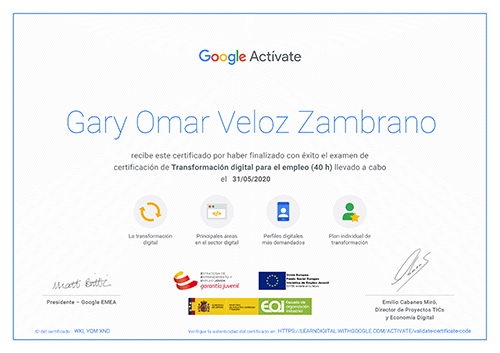 Google Actívate
Gary Omar Veloz Zambrano
recibe este certificado por haber finalizado con éxito el examen de
certificación de Transformación digital para el empleo (40 h) llevado a cabo
el 31/05/2020
La transformación
digital
Principales áreas
en el sector digital
Perfiles digitales
más demandados
Plan individual de
transformación
garantía juvenil
Unión Europea
Fondo Social Europeo
Iniciativa de Empleo Juvenil
eoi
Escuela de
organización
industrial
Presidente – Google EMEA
Emilio Cabanes Miró,
Director de Proyectos TICs
y Economía Digital
ID del certificado: WKL YQM XND
Verifique la autenticidad del certificado en: HTTPS://LEARNDIGITAL.WITHGOOGLE.COM/ACTIVATE/validate-certificate-code